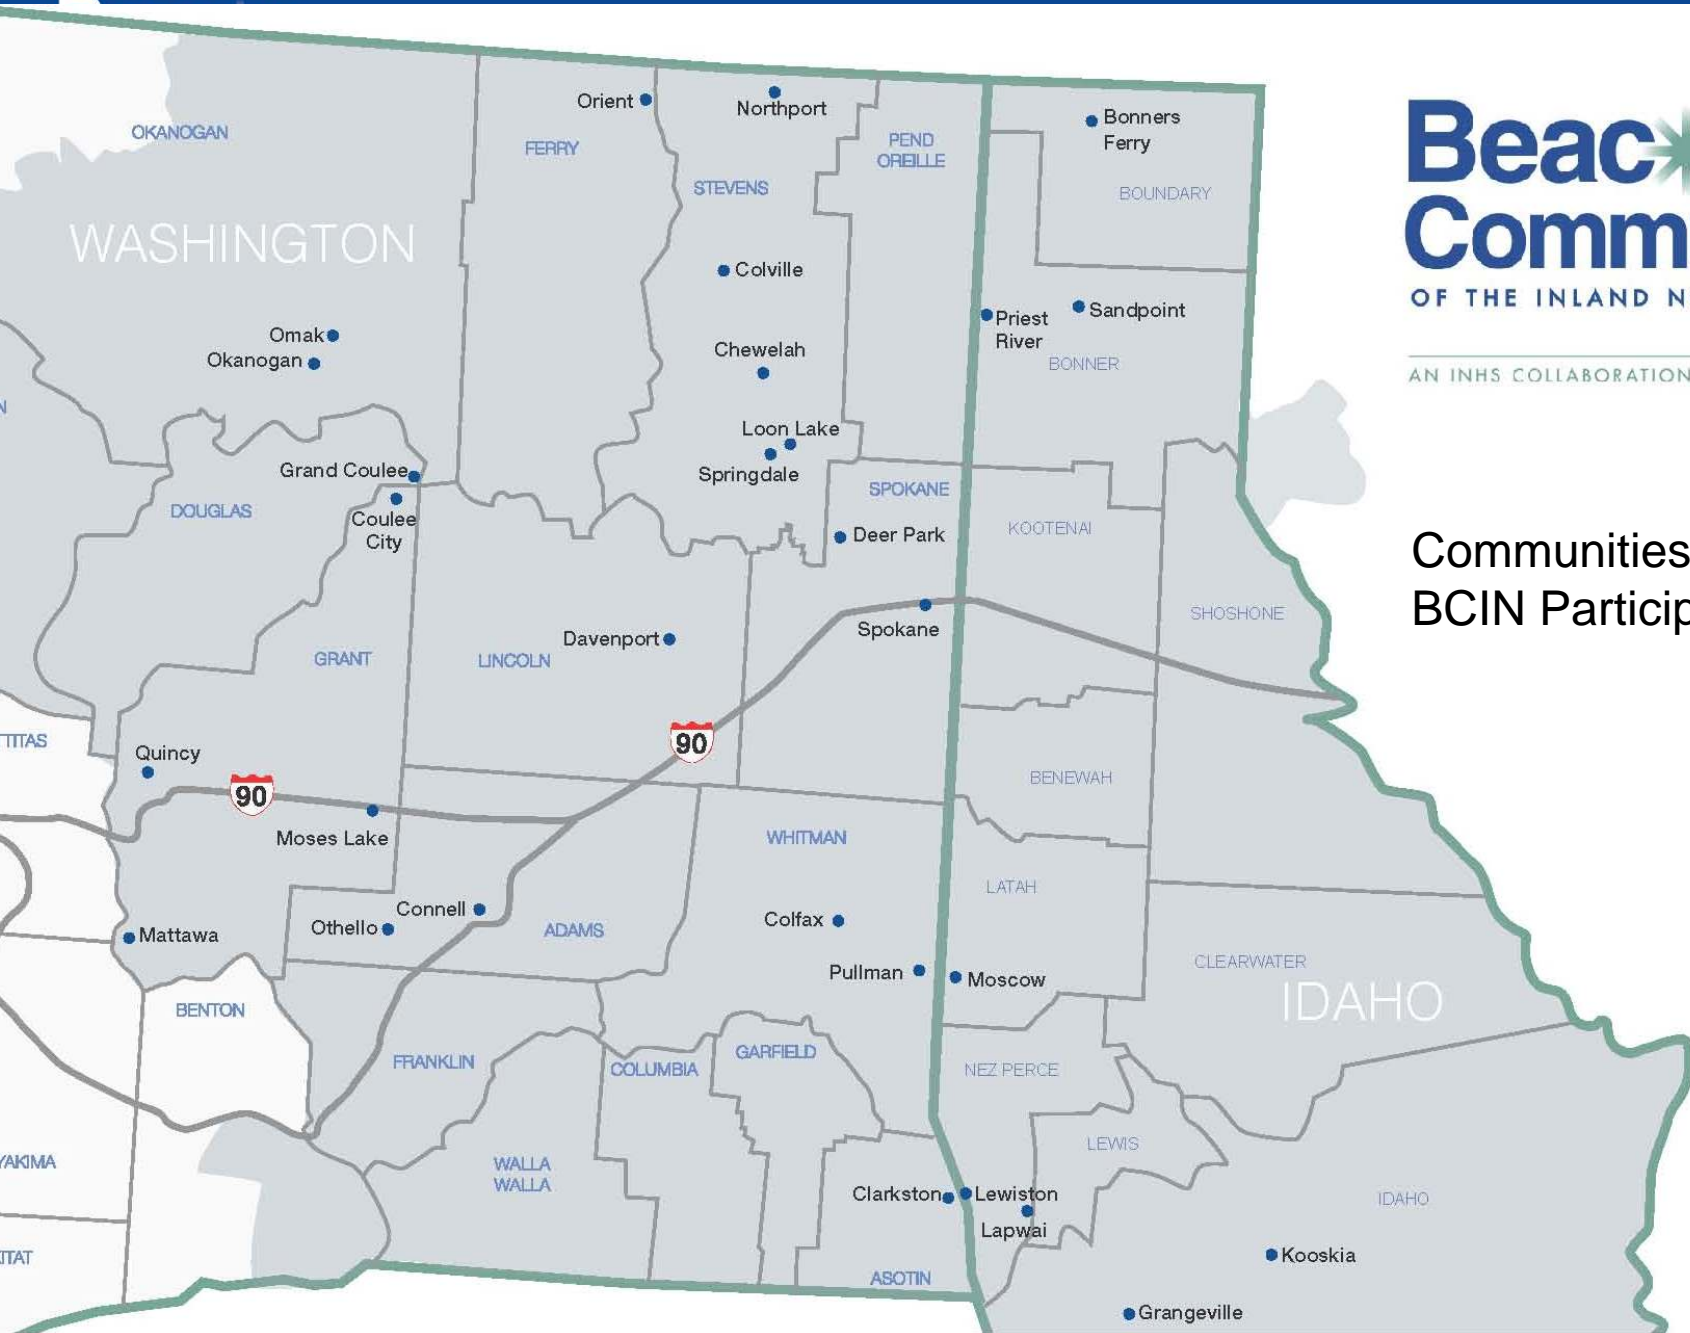 OKANOGAN
WASHINGTON
Omak
Okanogan
Orient
FERRY
Northport
STEVENS
PEND
OREILLE
Colville
Chewelah
Loon Lake
Springdale
Bonners
Ferry
BOUNDARY
Priest
River
Sandpoint
BONNER
Beac
Comm
OF THE INLAND N
AN INHS COLLABORATION
Communities
BCIN Particip
N
Grand Coulee
Coulee
City
DOUGLAS
SPOKANE
Deer Park
KOOTENAI
SHOSHONE
Spokane
Davenport
LINCOLN
GRANT
90
TITAS
Quincy
90
Moses Lake
BENEWAH
WHITMAN
LATAH
Connell
Othello
ADAMS
Colfax
Mattawa
Pullman
Moscow
CLEARWATER
IDAHO
BENTON
FRANKLIN
COLUMBIA
GARFIELD
NEZ PERCE
LEWIS
YAKIMA
WALLA
WALLA
Clarkston
Lewiston
Lapwai
IDAHO
ITAT
ASOTIN
Kooskia
Grangeville